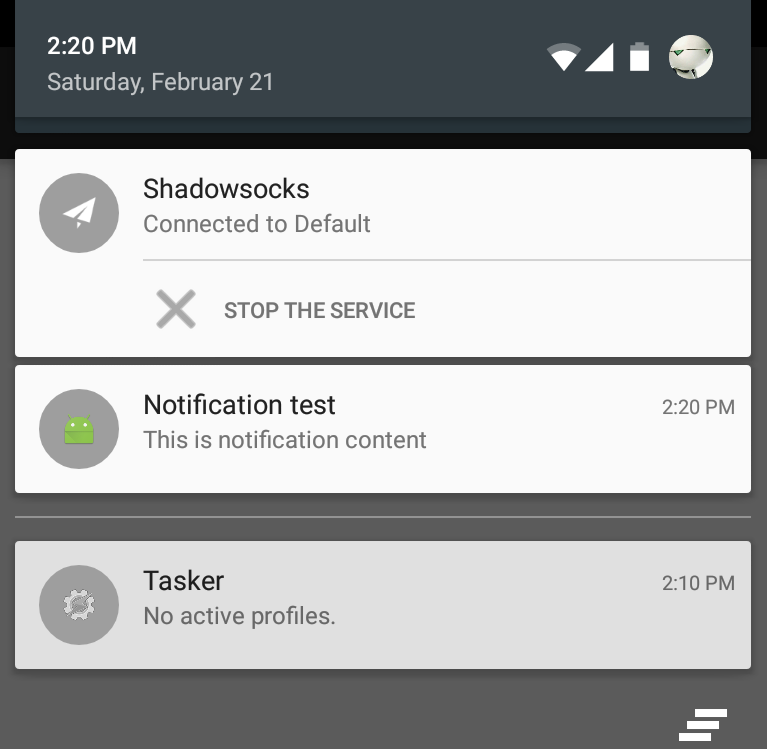 2:20 PM
Saturday, February 21
Shadowsocks
Connected to Default
STOP THE SERVICE
Notification test 2:20 PM
This is notification content
Tasker 2:10 PM
No active profiles.